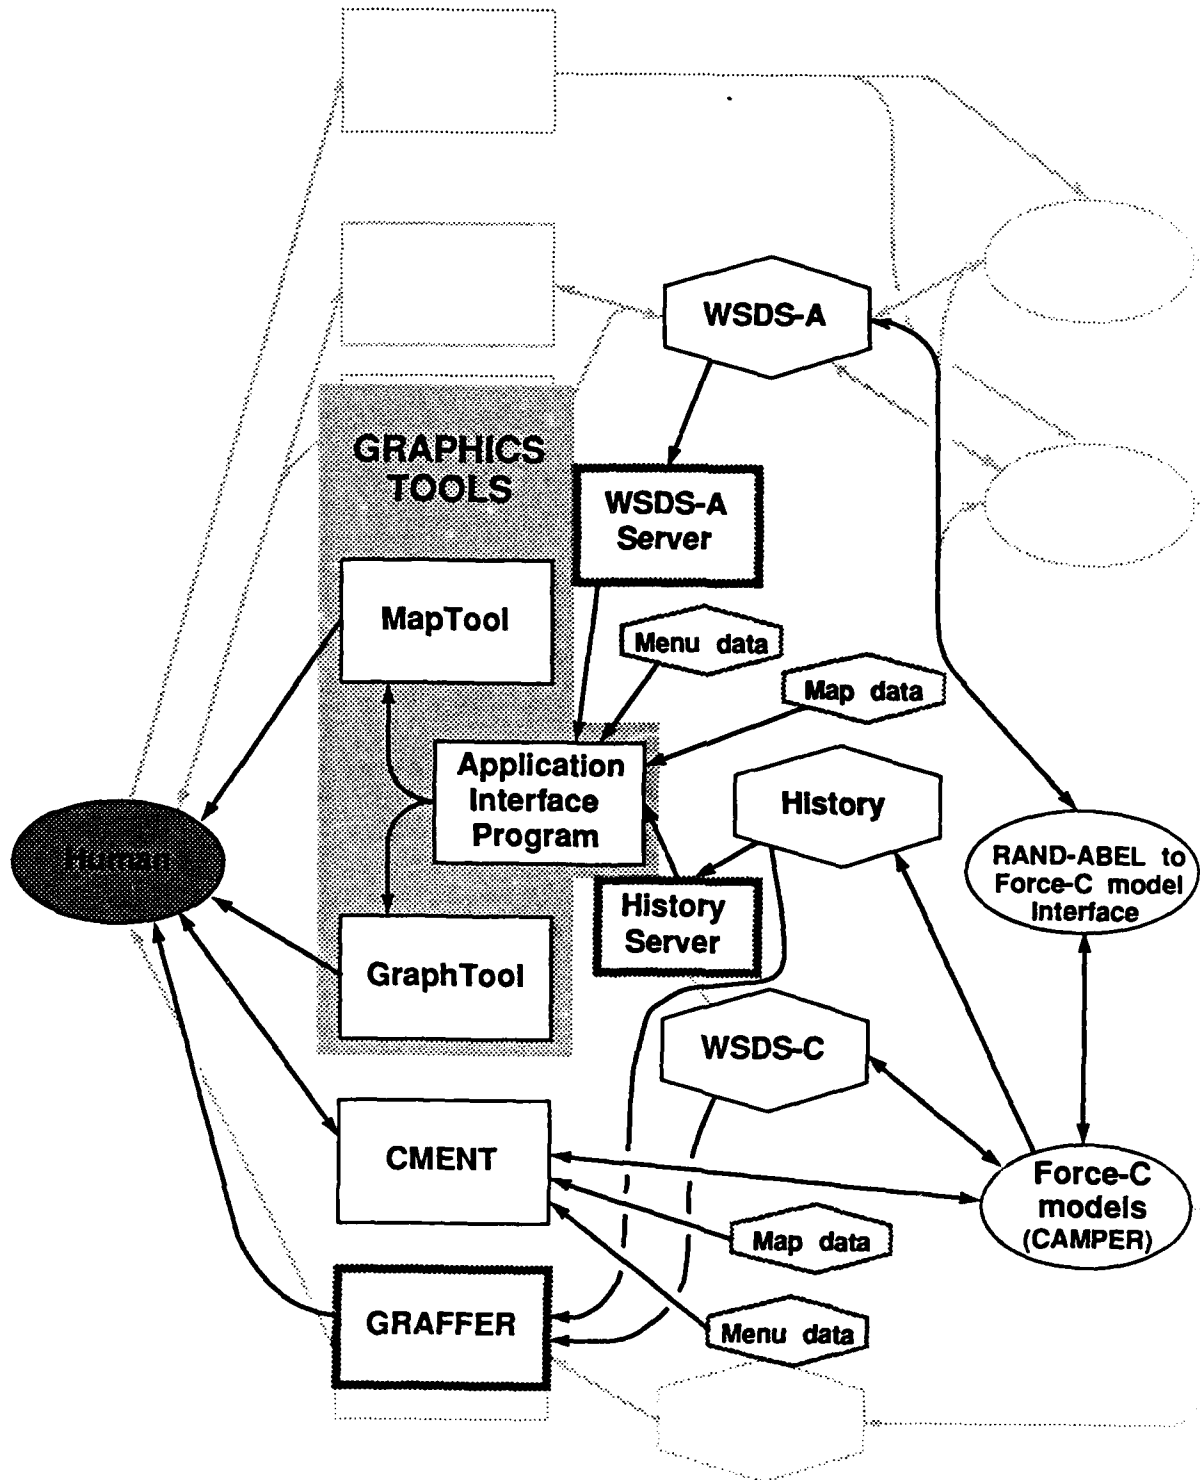 WSDS-A
GRAPHICS
TOOLS
WSDS-A
Server
MapTool
Menu data
Map data
Application
Interface
Program
History
Human
RAND-ABEL to
Force-C model
Interface
History
Server
GraphTool
WSDS-C
CMENT
Force-C
models
(CAMPER)
Map data
GRAFFER
Menu data